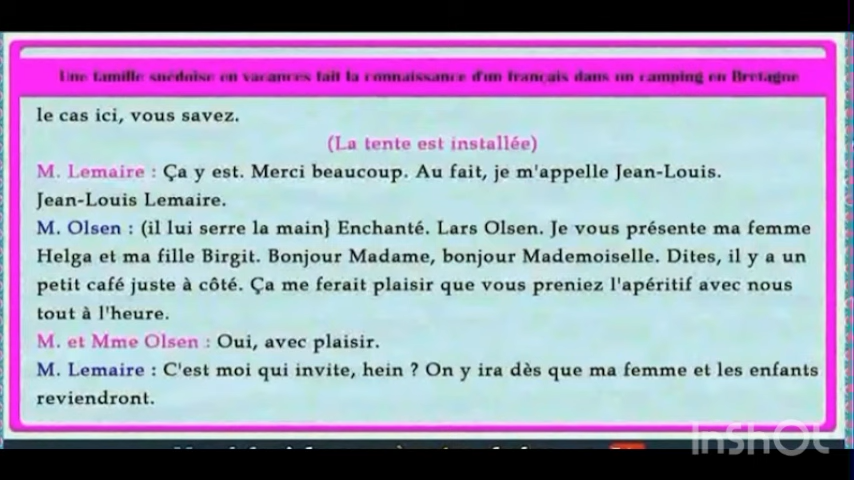 Une famille suédoise en vacances fait la connaissance d'un français dans un camping en Bretagne
le cas ici, vous savez.
(La tente est installée)
M. Lemaire : Ça y est. Merci beaucoup. Au fait, je m'appelle Jean-Louis.
Jean-Louis Lemaire.
M. Olsen : (il lui serre la main} Enchanté. Lars Olsen. Je vous présente ma femme
Helga et ma fille Birgit. Bonjour Madame, bonjour Mademoiselle. Dites, il y a un
petit café juste à côté. Ça me ferait plaisir que vous preniez l'apéritif avec nous
tout à l'heure.
M. et Mme Olsen : Oui, avec plaisir.
M. Lemaire : C'est moi qui invite, hein ? On y ira dès que ma femme et les enfants
reviendront.
InShOt